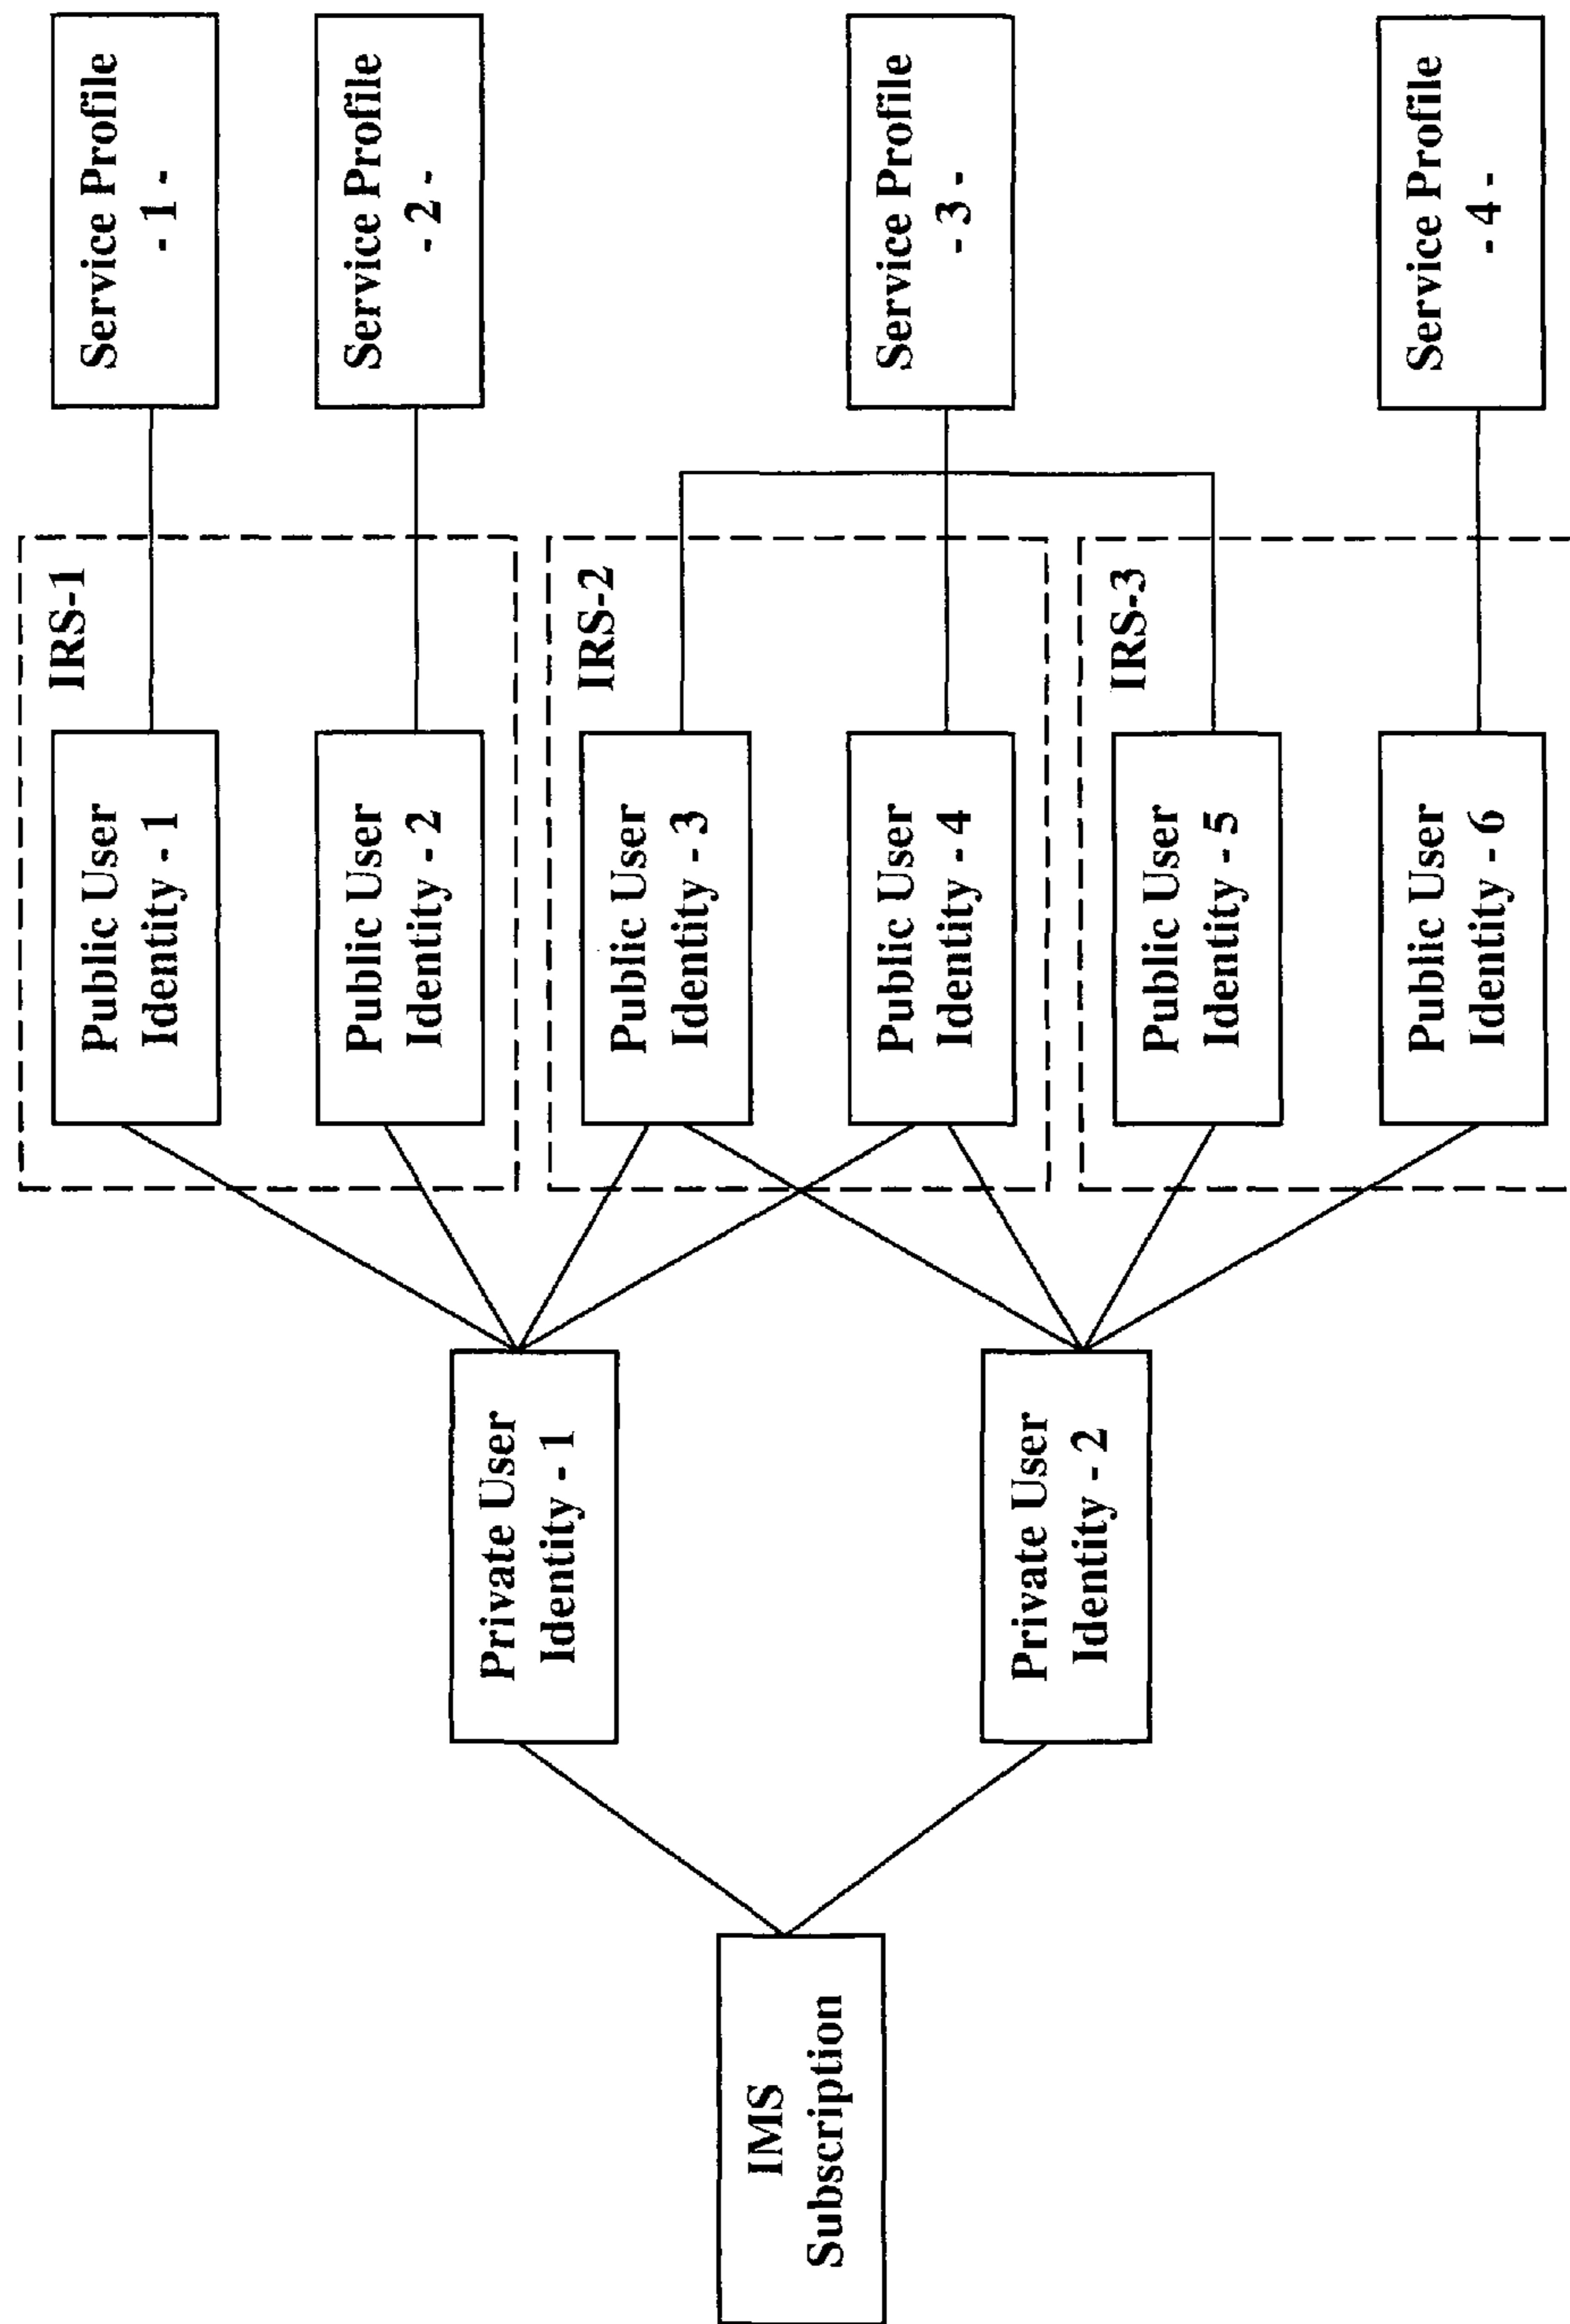 IMS
Subscription
Private User
Identity - 1
Private User
Identity - 2
IRS-1
Public User
Identity - 1
Public User
Identity - 2
IRS-2
Public User
Identity - 3
Public User
Identity - 4
IRS-3
Public User
Identity - 5
Public User
Identity - 6
Service Profile
- 1 -
Service Profile
- 2 -
Service Profile
- 3 -
Service Profile
- 4 -